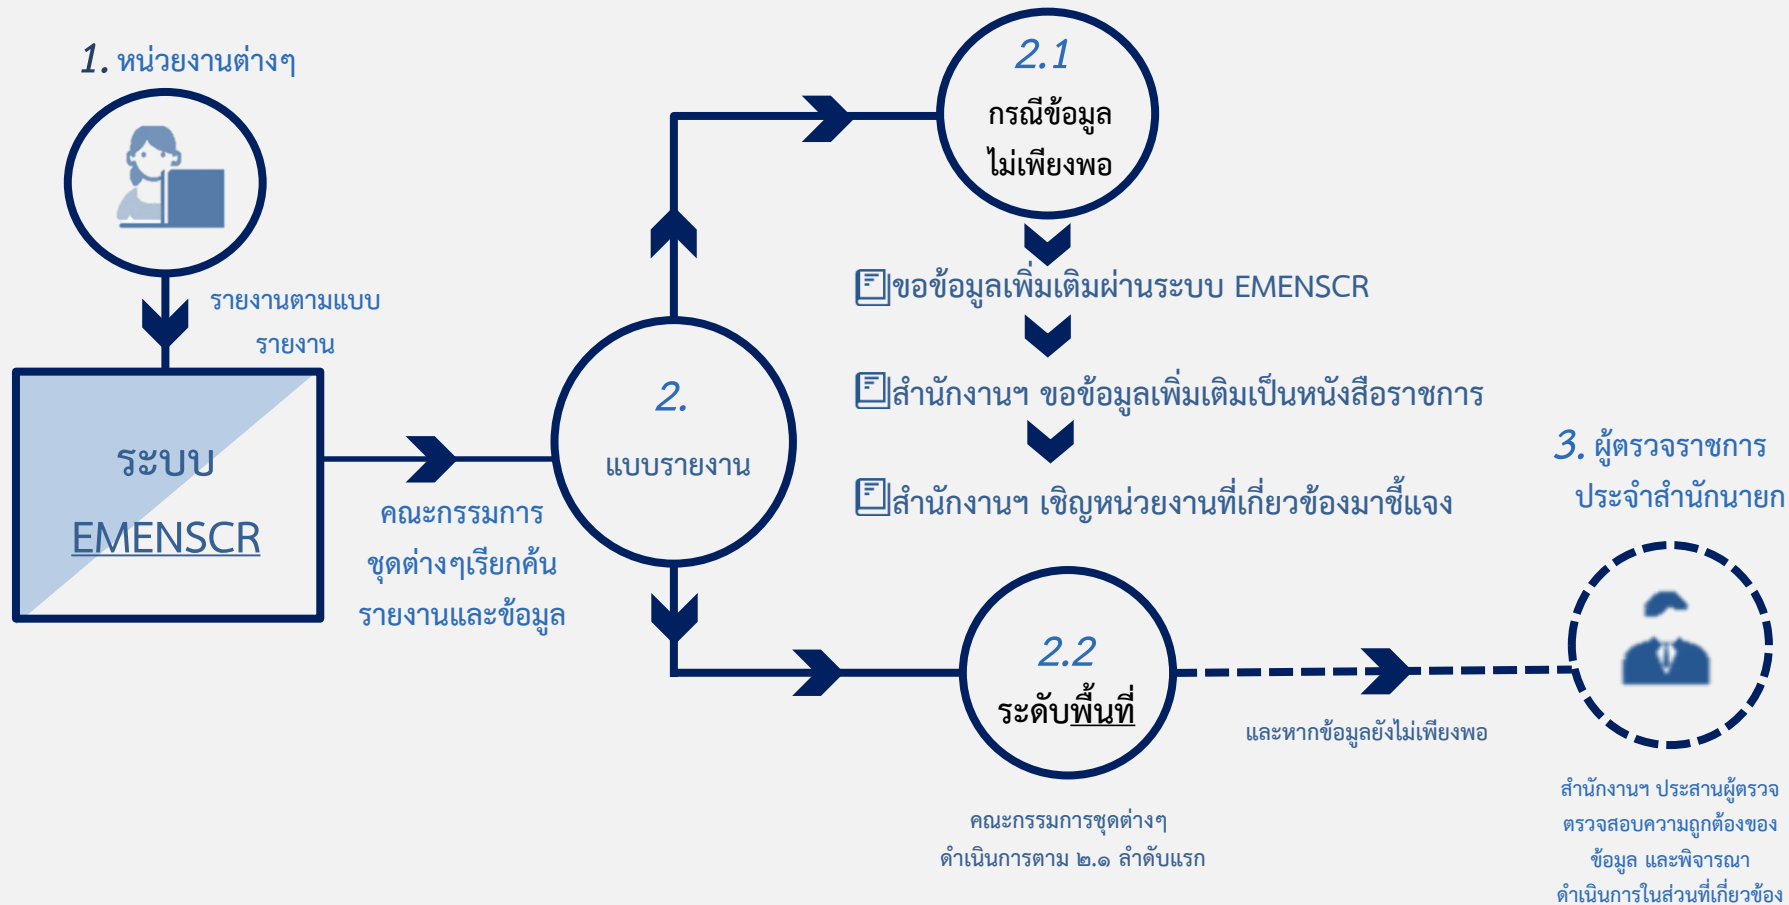 1. หน่วยงานต่างๆ
รายงานตามแบบ
รายงาน
ระบบ
EMENSCR
คณะกรรมการ
ชุดต่างๆเรียกค้น
รายงานและข้อมูล
2.
แบบรายงาน
2.1
กรณีข้อมูล
ไม่เพียงพอ
ขอข้อมูลเพิ่มเติมผ่านระบบ EMENSCR
สำนักงานฯ ขอข้อมูลเพิ่มเติมเป็นหนังสือราชการ
สำนักงานฯ เชิญหน่วยงานที่เกี่ยวข้องมาชี้แจง
2.2
ระดับพื้นที่
คณะกรรมการชุดต่างๆ
ดำเนินการตาม ๒.๑ ลำดับแรก
และหากข้อมูลยังไม่เพียงพอ
3. ผู้ตรวจราชการ
ประจำสำนักนายก
สำนักงานฯ ประสานผู้ตรวจ
ตรวจสอบความถูกต้องของ
ข้อมูล และพิจารณา
ดำเนินการในส่วนที่เกี่ยวข้อง